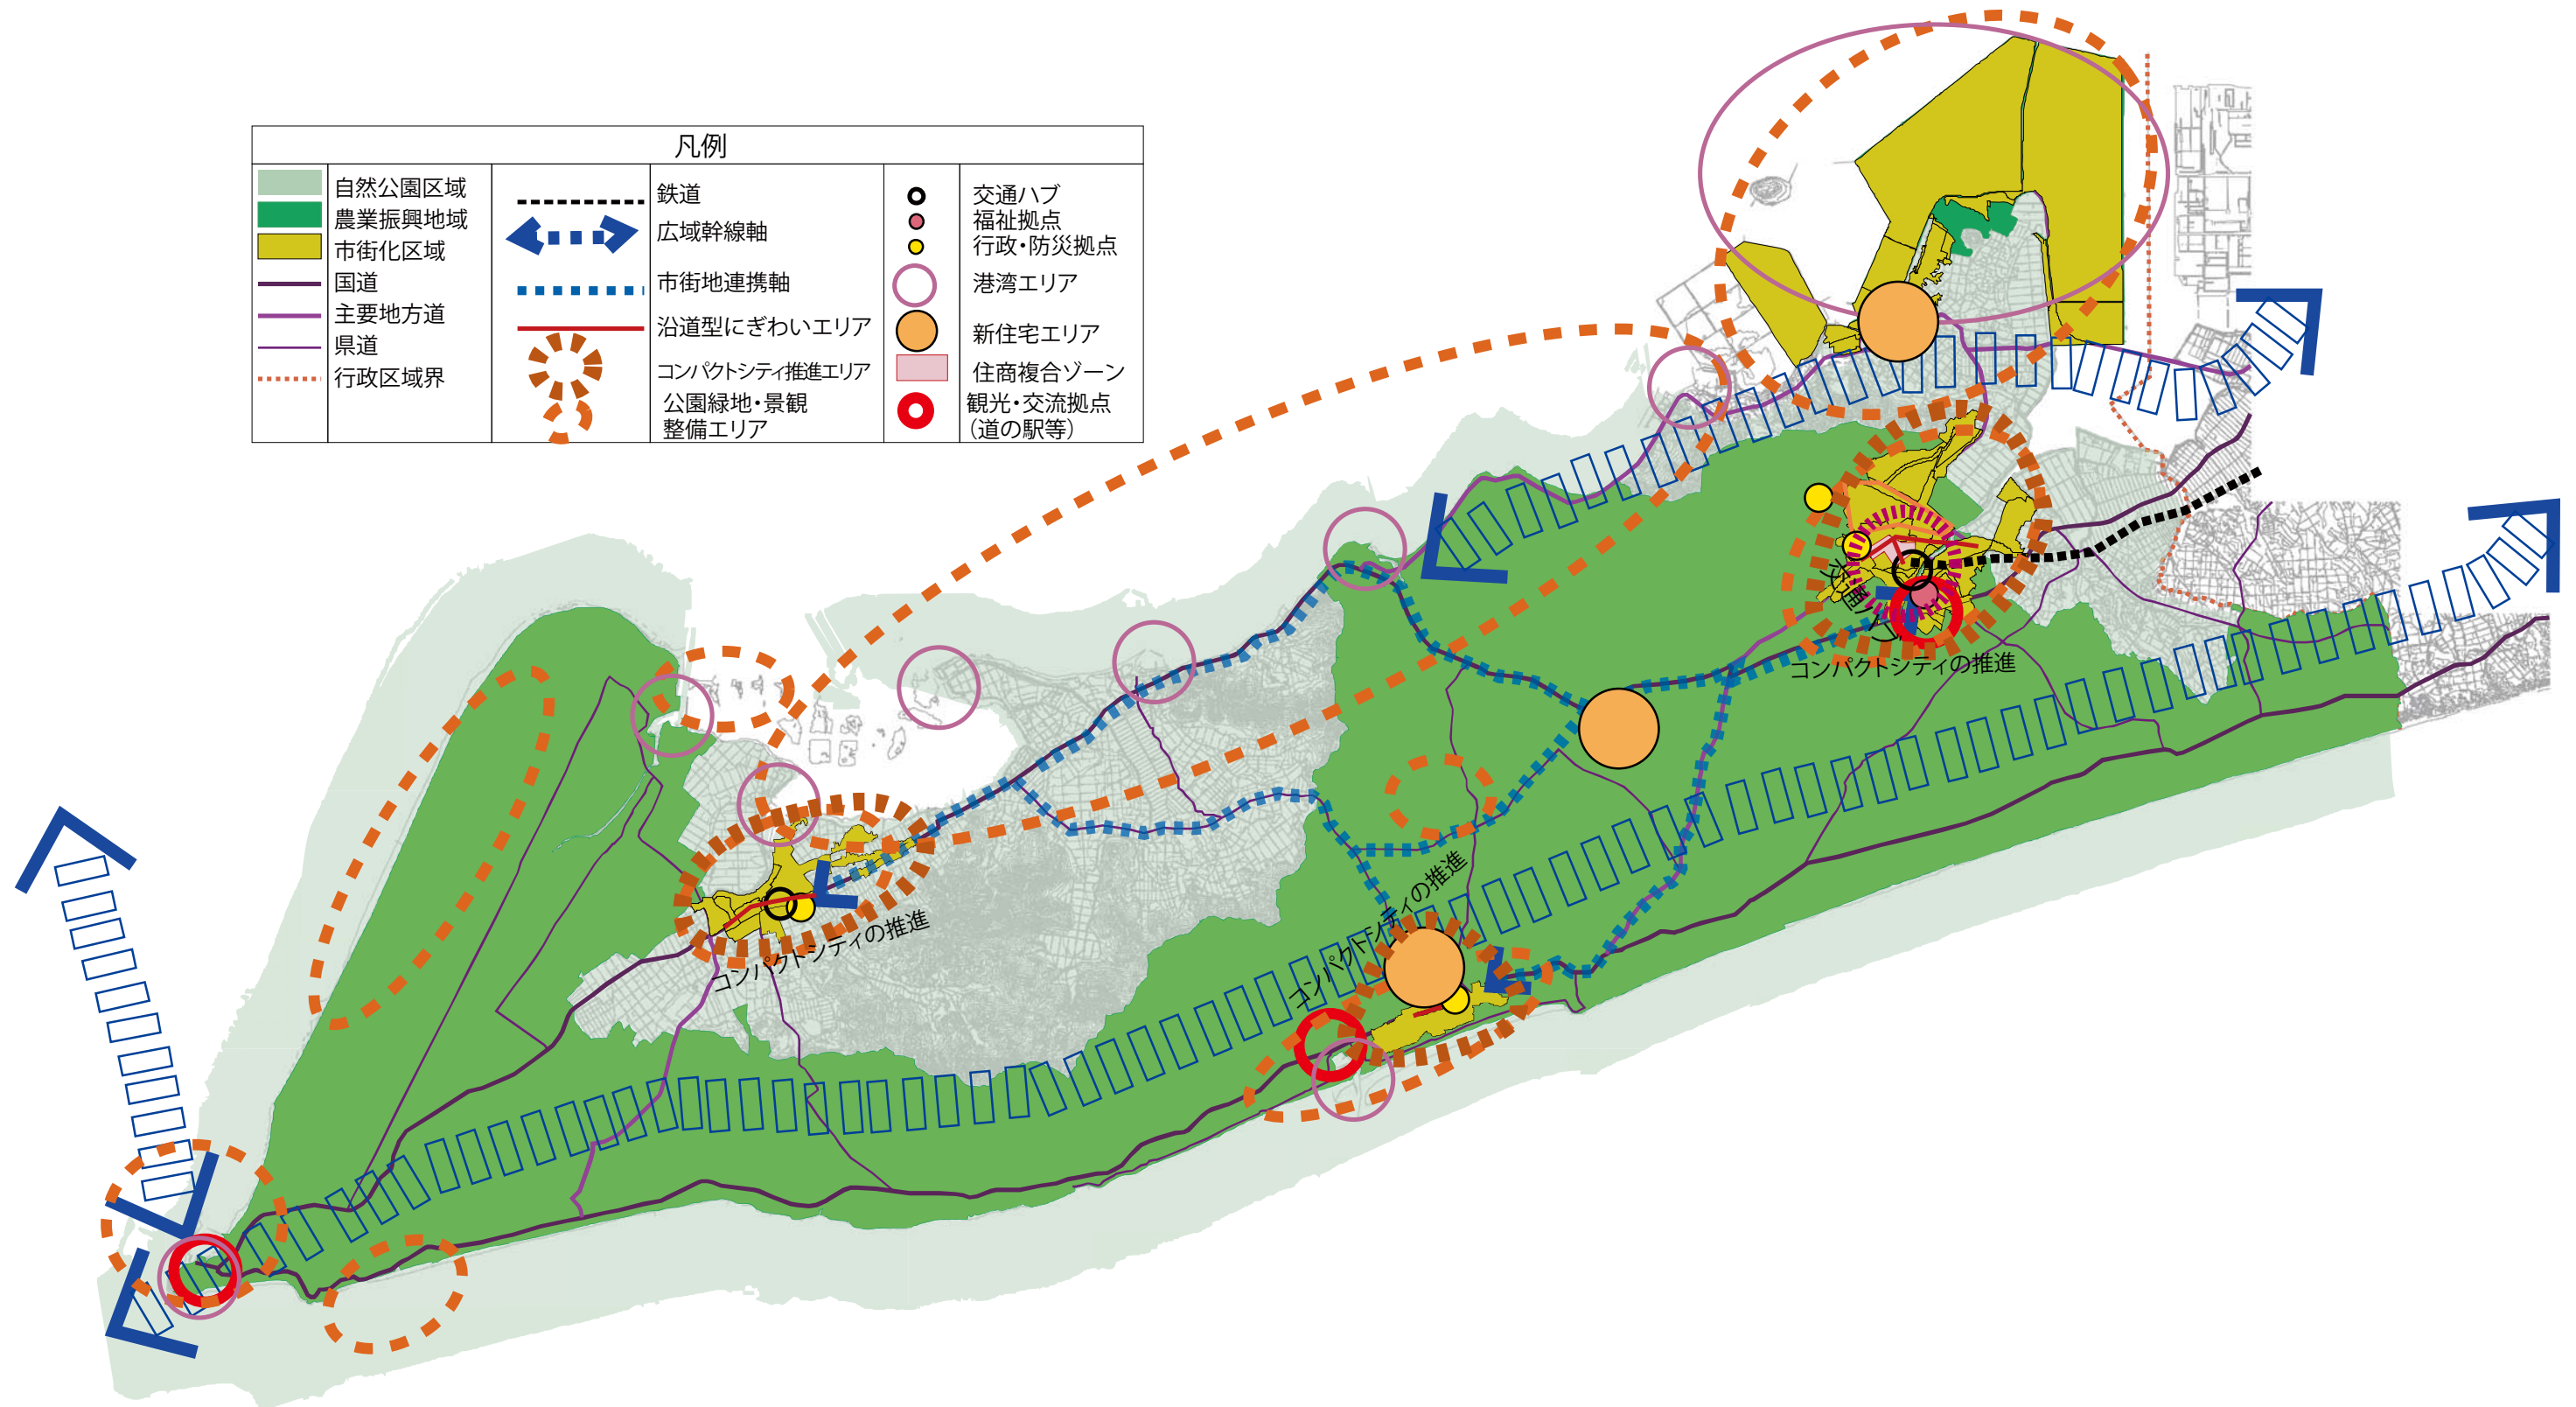 凡例
自然公園区域
農業振興地域
市街化区域
国道
主要地方道
県道
行政区域界
鉄道
広域幹線軸
市街地連携軸
沿道型にぎわいエリア
コンパクトシティ推進エリア
公園緑地・景観
整備エリア
交通ハブ
福祉拠点
行政・防災拠点
港湾エリア
新住宅エリア
住商複合ゾーン
観光・交流拠点
（道の駅等）
交通ハブ
コンパクトシティの推進
コンパクトシティの推進
コンパクトシティの推進